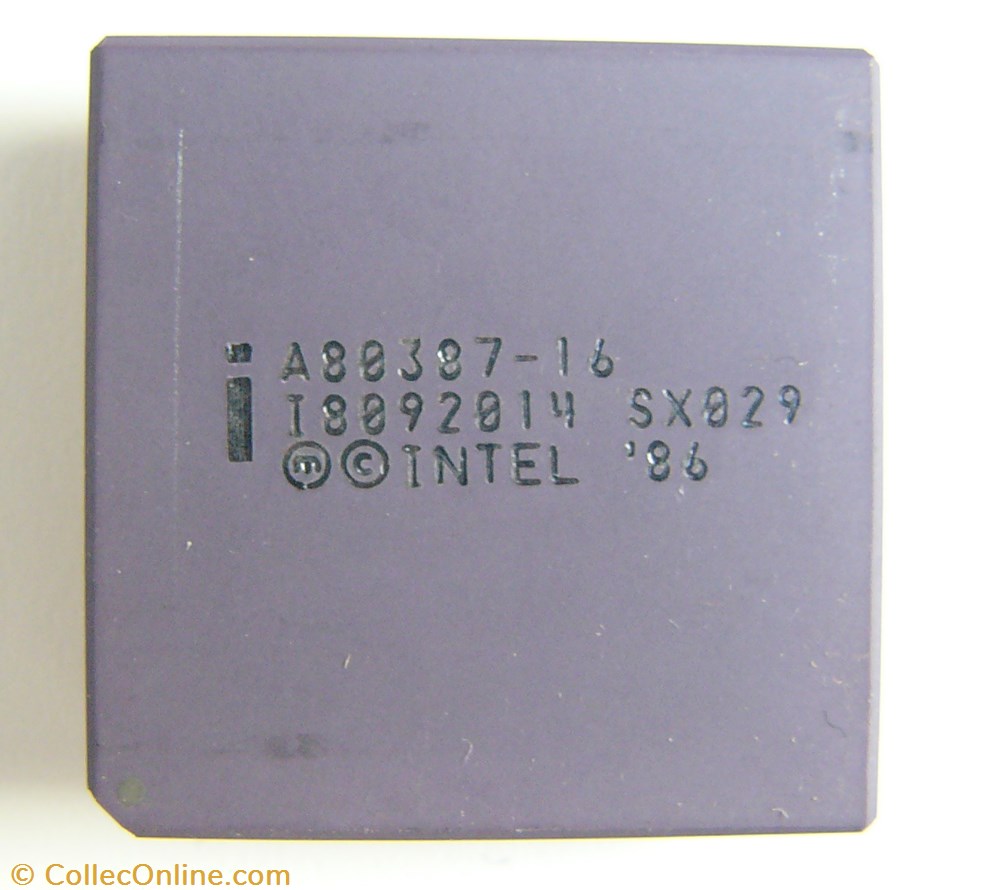 A80387-16
I8092014 SX029
ⓜ©INTEL '86
© CollecOnline.com